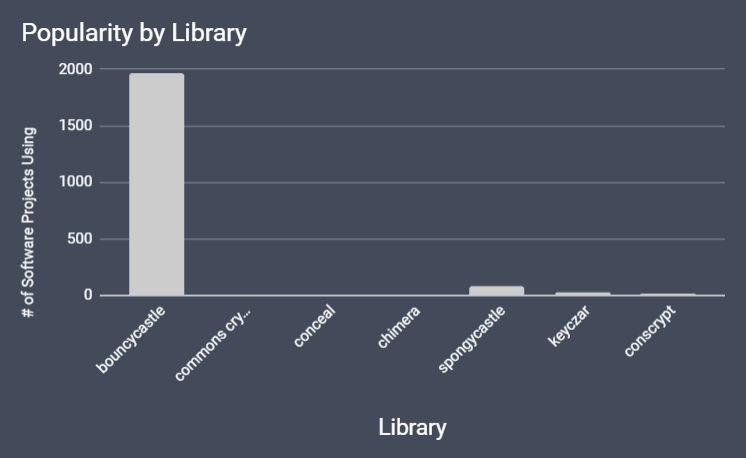 Popularity by Library
# of Software Projects Using
2000
1500
1000
500
0
bouncycastle
commons cry...
conceal
chimera
spongycastle
keyczar
conscrypt
Library